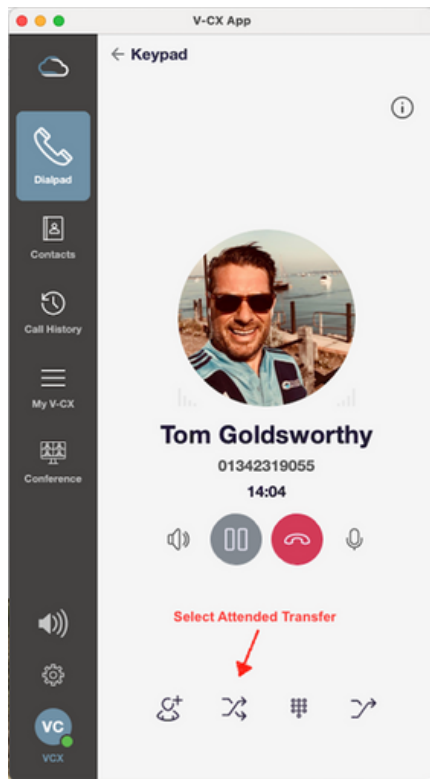 V-CX App
← Keypad
Dialpad
Contacts
Call History
My V-CX
Conference
Tom Goldsworthy
01342319055
14:04
Select Attended Transfer
VC
VCX